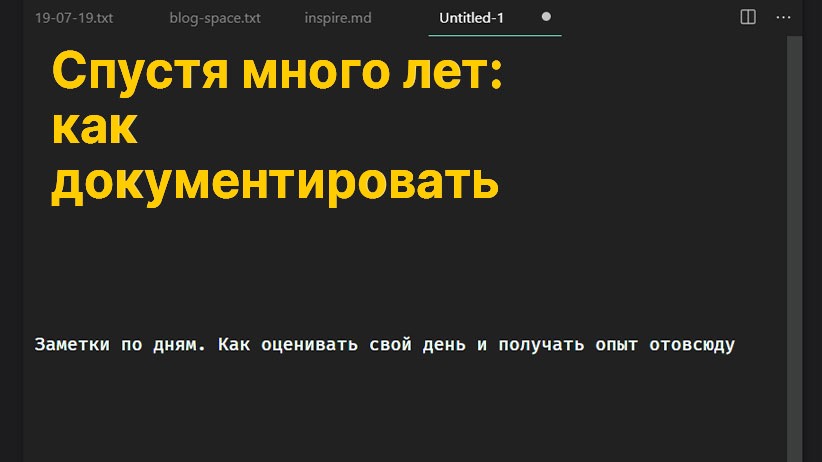 19-07-19.txt blog-space.txt inspire.md Untitled-1
Спустя много лет:
как
документировать
Заметки по дням. Как оценивать свой день и получать опыт отовсюду